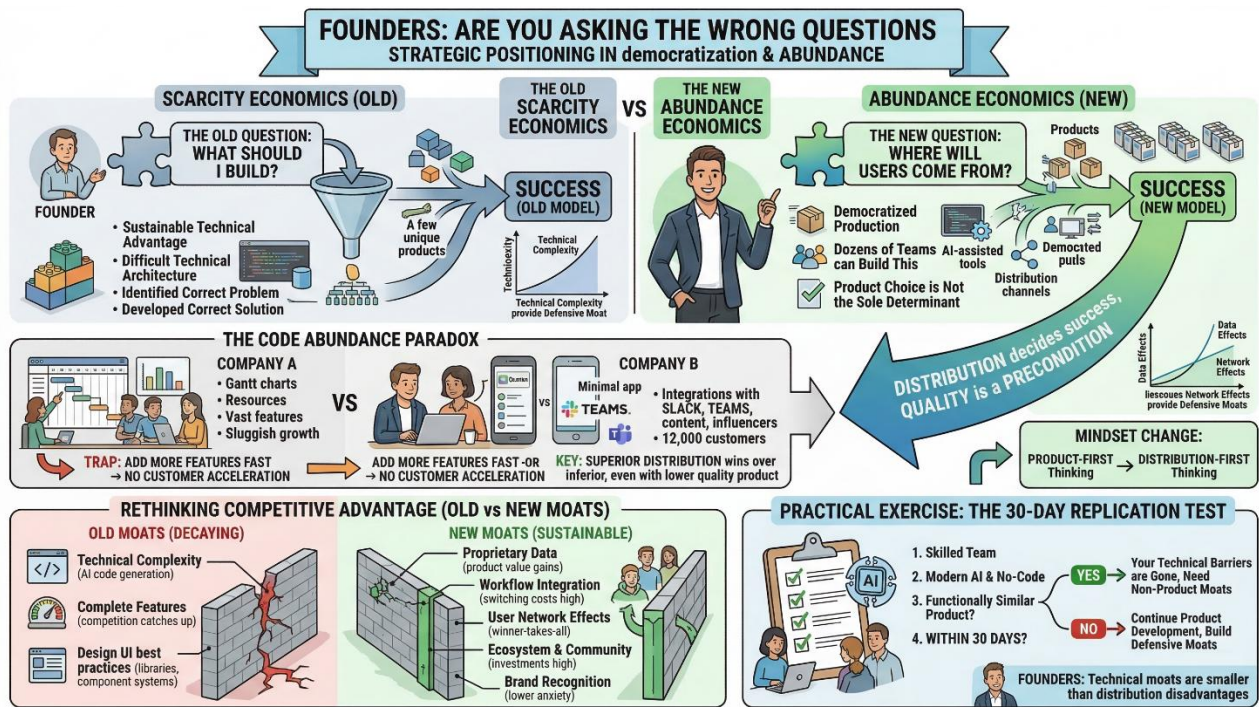 FOUNDERS: ARE YOU ASKING THE WRONG QUESTIONS
STRATEGIC POSITIONING IN democratization & ABUNDANCE
SCARCITY ECONOMICS (OLD)
THE OLD QUESTION:
WHAT SHOULD
I BUILD?
FOUNDER
• Sustainable Technical
Advantage
• Difficult Technical
Architecture
• Identified Correct Problem
• Developed Correct Solution
A few
unique
products
SUCCESS
(OLD MODEL)
Technioexity
Technical
Complexity
Technical Complexity
provide Defensive Moat
THE OLD
SCARCITY
ECONOMICS
VS
THE NEW
ABUNDANCE
ECONOMICS
ABUNDANCE ECONOMICS (NEW)
THE NEW QUESTION:
WHERE WILL
USERS COME FROM?
Products
Democratized
Production
Dozens of Teams
can Build This
Product Choice is Not
the Sole Determinant
AI-assisted
tools
Distribution
channels
Democated
putls
SUCCESS
(NEW MODEL)
DISTRIBUTION decides success,
QUALITY is a PRECONDITION
Data Effects
Data
Effects
Network
Effects
liescoues Network Effects
provide Defensive Moats
MINDSET CHANGE:
PRODUCT-FIRST
Thinking
DISTRIBUTION-FIRST
Thinking
THE CODE ABUNDANCE PARADOX
COMPANY A
• Gantt charts
• Resources
• Vast features
• Sluggish growth
VS
VS
Minimal app
TEAMS.
COMPANY B
• Integrations with
SLACK, TEAMS,
content, influencers
• 12,000 customers
TRAP: ADD MORE FEATURES FAST
→ NO CUSTOMER ACCELERATION
ADD MORE FEATURES FAST -OR
→ NO CUSTOMER ACCELERATION
KEY: SUPERIOR DISTRIBUTION wins over
inferior, even with lower quality product
RETHINKING COMPETITIVE ADVANTAGE (OLD vs NEW MOATS)
OLD MOATS (DECAYING)
Technical Complexity
(AI code generation)
Complete Features
(competition catches up)
Design UI best
practices (libraries,
component systems)
NEW MOATS (SUSTAINABLE)
Proprietary Data
(product value gains)
Workflow Integration
(switching costs high)
User Network Effects
(winner-takes-all)
Ecosystem & Community
(investments high)
Brand Recognition
(lower anxiety)
PRACTICAL EXERCISE: THE 30-DAY REPLICATION TEST
AI
1. Skilled Team
2. Modern AI & No-Code
3. Functionally Similar
Product?
4. WITHIN 30 DAYS?
YES
Your Technical Barriers
are Gone, Need
Non-Product Moats
NO
Continue Product
Development, Build
Defensive Moats
FOUNDERS: Technical moats are smaller
than distribution disadvantages